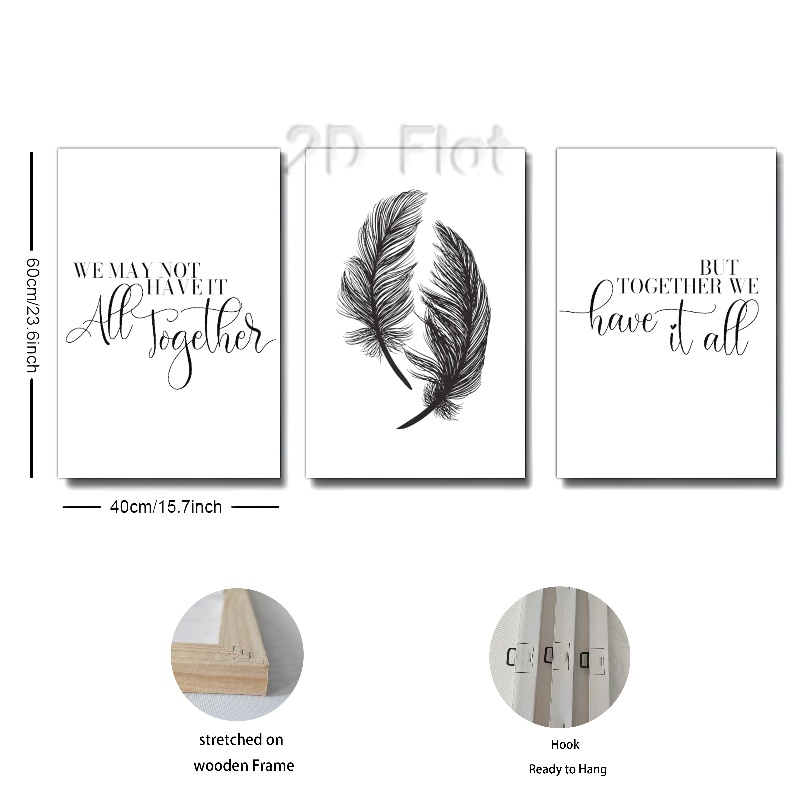 2D Flat
WE MAY NOT
HAVE IT
All Together
BUT
TOGETHER WE
have it all
60cm/23.6inch
40cm/15.7inch
stretched on
wooden Frame
Hook
Ready to Hang